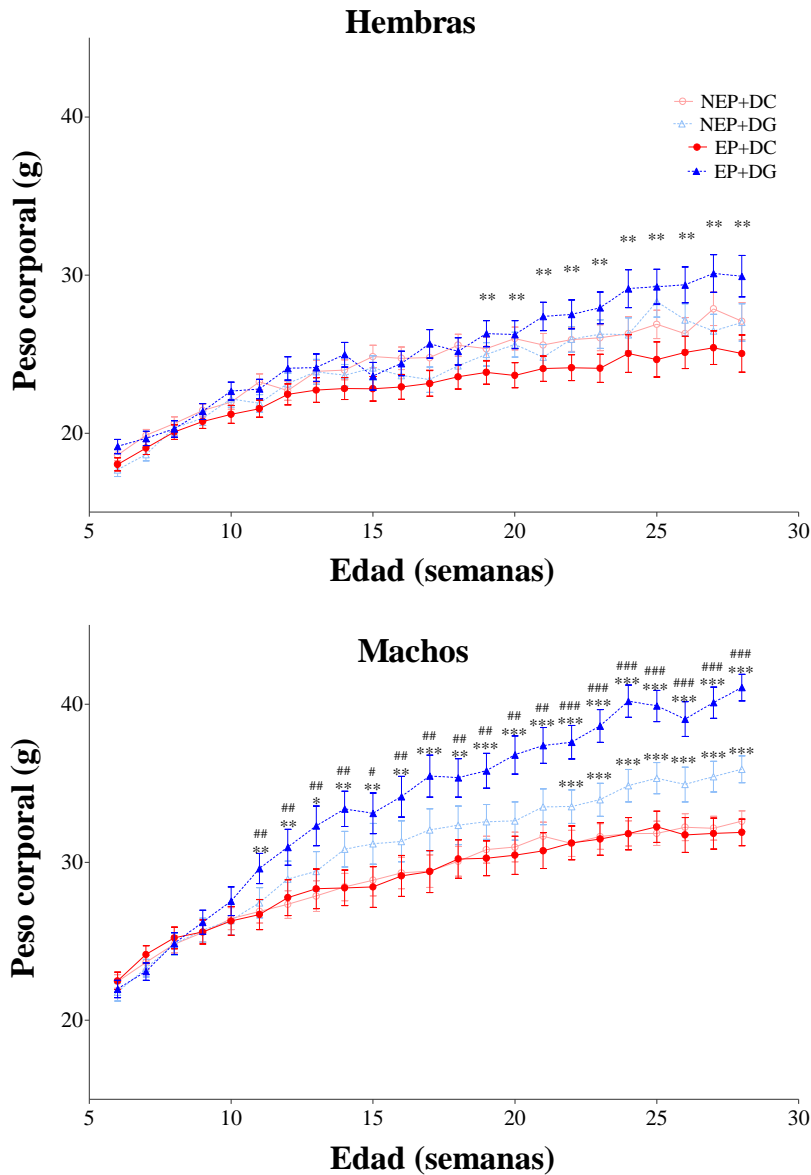 Hembras
40
30
20
Peso corporal (g)
NEP+DC
NEP+DG
EP+DC
EP+DG
** ** ** ** ** ** ** ** ** **
5 10 15 20 25 30
Edad (semanas)
Machos
40
30
20
Peso corporal (g)
## ## ## ## # ## ## ## ## ## ## ### ### ### ### ### ### ###
** ** * ** ** ** *** ** *** *** *** *** *** *** *** *** *** ***
*** *** *** *** *** *** ***
5 10 15 20 25 30
Edad (semanas)